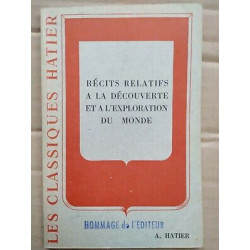 LES CLASSIQUES HATIER
RÉCITS RELATIFS
A LA DÉCOUVERTE
ET A L'EXPLORATION
DU MONDE
HOMMAGE de l'ÉDITEUR
A. HATIER